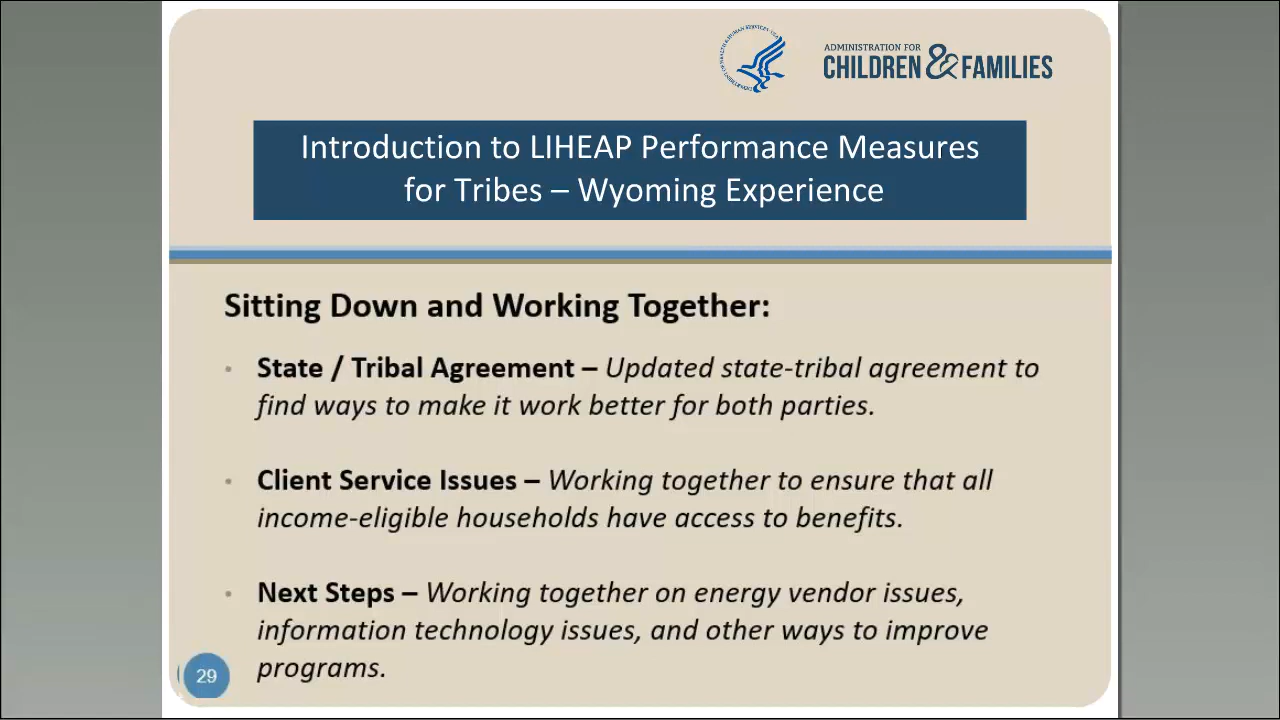 ADMINISTRATION FOR
CHILDREN & FAMILIES
Introduction to LIHEAP Performance Measures
for Tribes – Wyoming Experience
Sitting Down and Working Together:
• State / Tribal Agreement – Updated state-tribal agreement to
find ways to make it work better for both parties.
• Client Service Issues – Working together to ensure that all
income-eligible households have access to benefits.
• Next Steps – Working together on energy vendor issues,
information technology issues, and other ways to improve
programs.
29